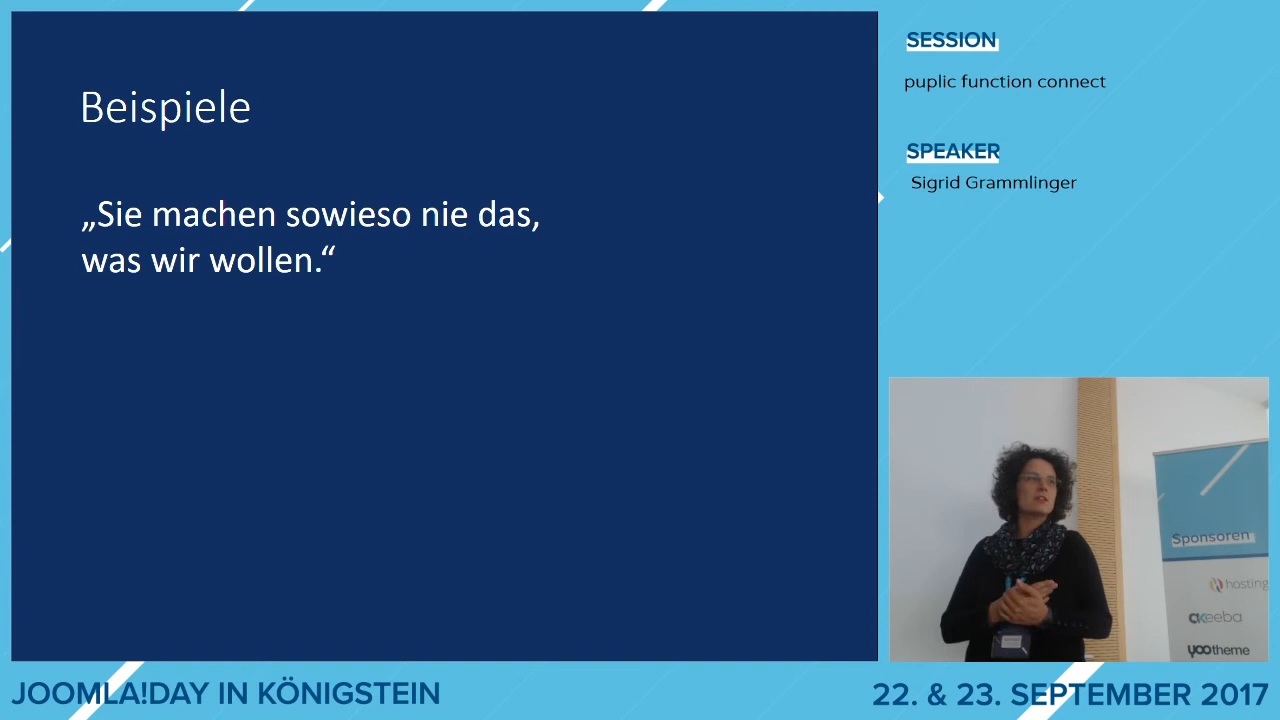 Beispiele
„Sie machen sowieso nie das,
was wir wollen.“
SESSION
puplic function connect
SPEAKER
Sigrid Grammlinger
Sponsoren
hosting
akeeba
yootheme
JOOMLA!DAY IN KÖNIGSTEIN
22. & 23. SEPTEMBER 2017